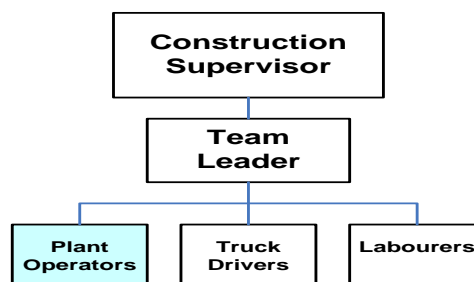 Construction
Supervisor
Team
Leader
Plant
Operators
Truck
Drivers
Labourers